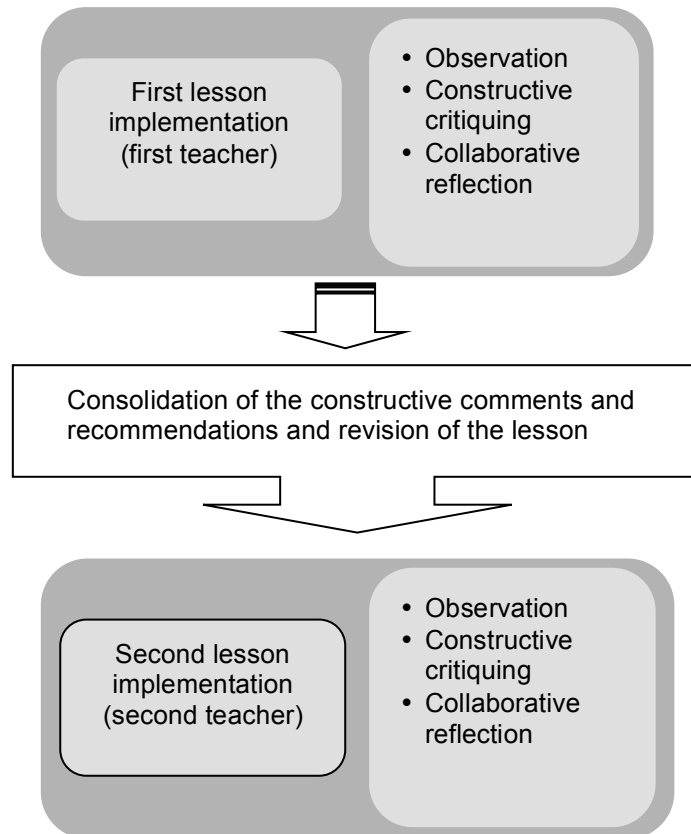 First lesson
implementation
(first teacher)
• Observation
• Constructive
critiquing
• Collaborative
reflection
Consolidation of the constructive comments and
recommendations and revision of the lesson
Second lesson
implementation
(second teacher)
• Observation
• Constructive
critiquing
• Collaborative
reflection